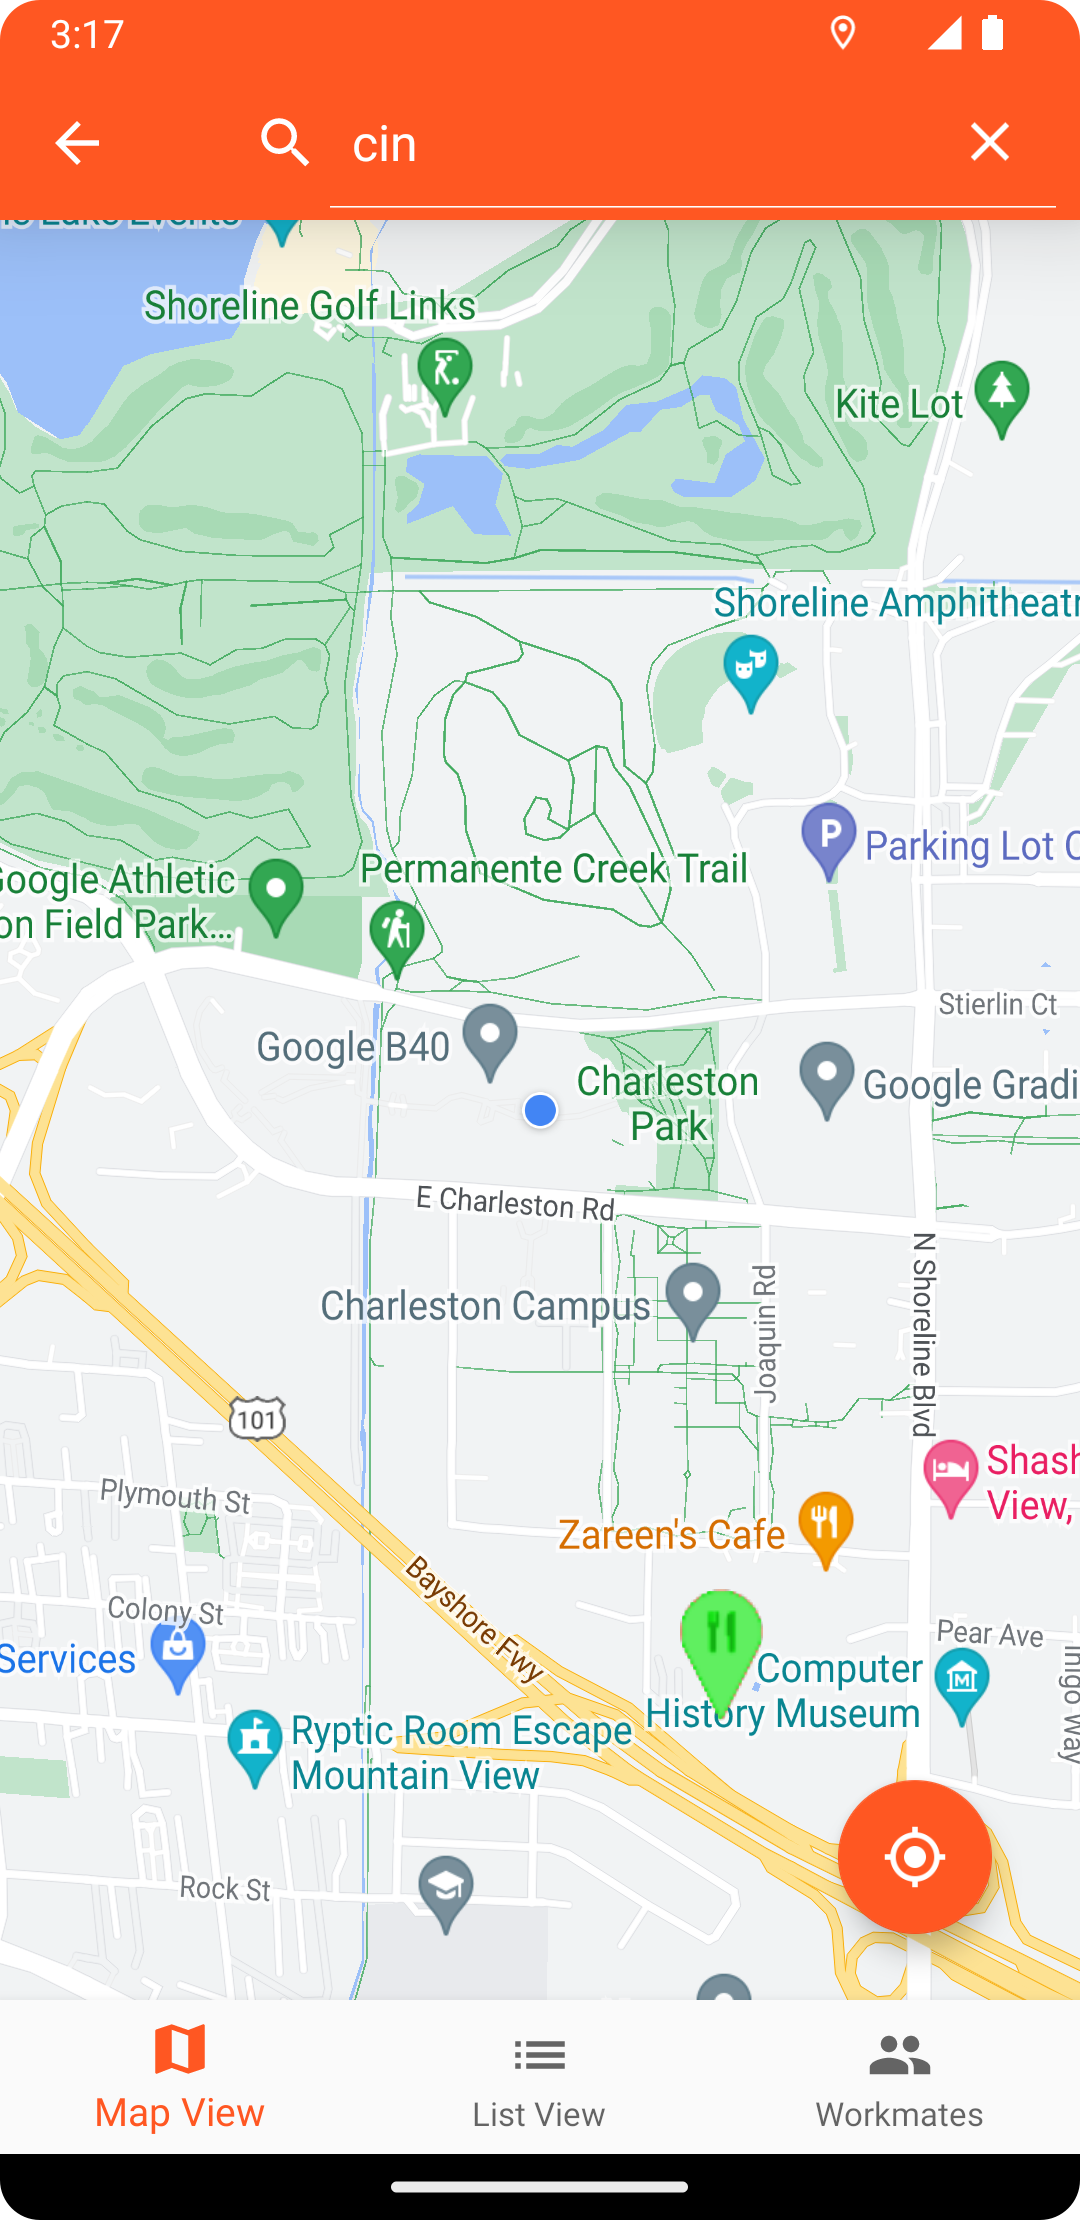 3:17
cin
Shoreline Golf Links
Kite Lot
Shoreline Amphitheatr
Parking Lot C
Permanente Creek Trail
Google Athletic
on Field Park...
Stierlin Ct
Google B40
Charleston
Park
Google Gradi
E Charleston Rd
N Shoreline Blvd
Joaquin Rd
Charleston Campus
101
Plymouth St
Shash
View,
Zareen's Cafe
Bayshore Fwy
Colony St
Services
Pear Ave
Inigo Way
Computer
History Museum
Ryptic Room Escape
Mountain View
Rock St
Map View
List View
Workmates